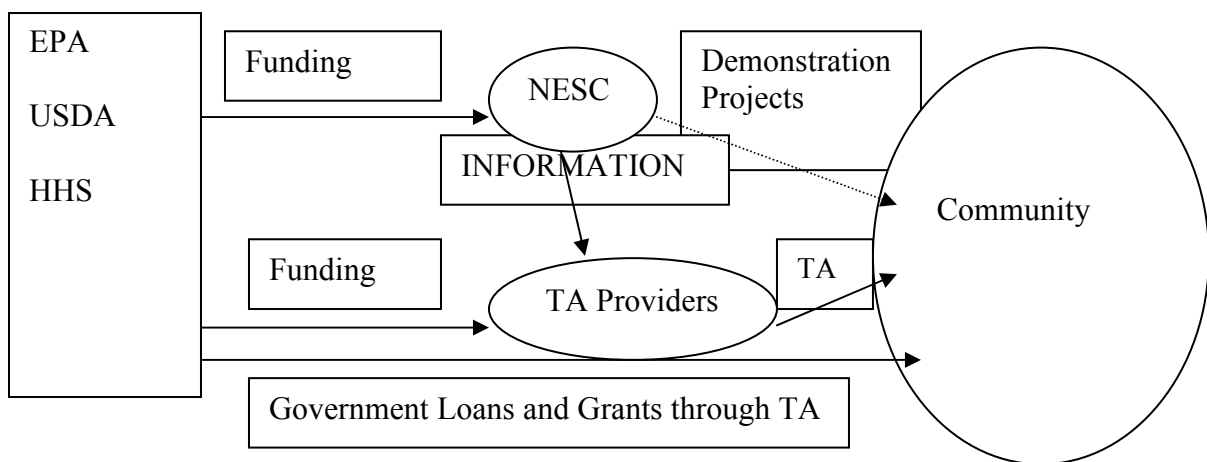 EPA
USDA
HHS
Funding
NESC
Demonstration
Projects
INFORMATION
Community
Funding
TA Providers
TA
Government Loans and Grants through TA